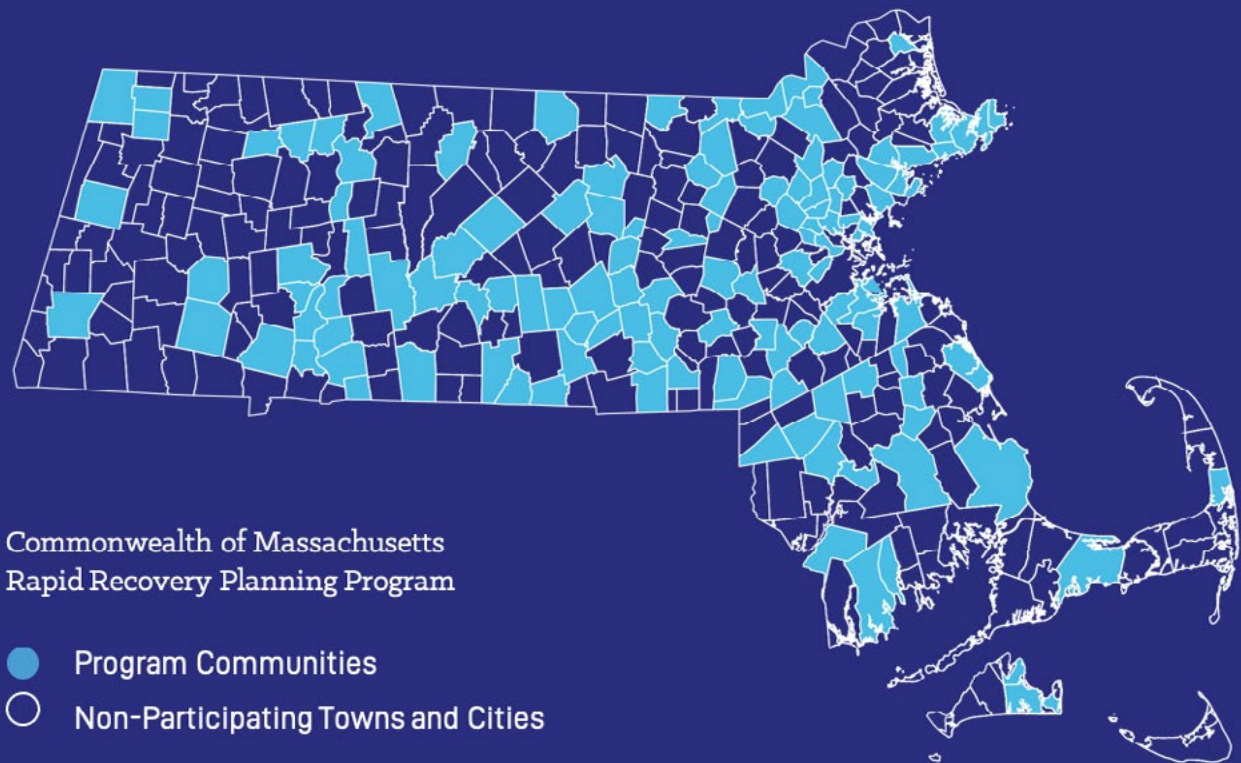 Commonwealth of Massachusetts
Rapid Recovery Planning Program
Program Communities
Non-Participating Towns and Cities